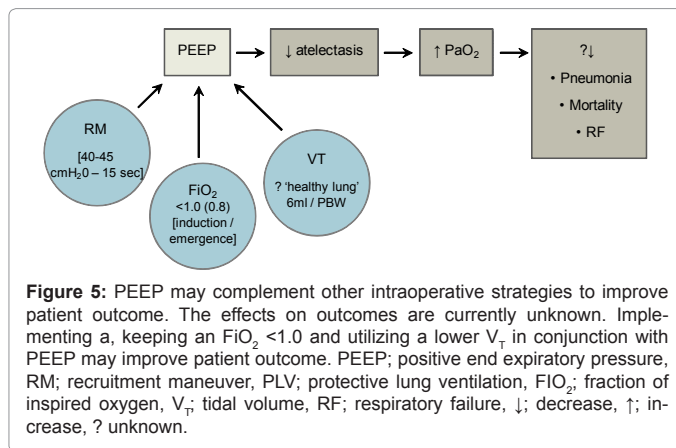 PEEP
↓ atelectasis
↑ PaO₂
?↓
• Pneumonia
• Mortality
• RF
RM
[40-45
cmH₂0 – 15 sec]
FiO₂
<1.0 (0.8)
[induction /
emergence]
VT
? 'healthy lung'
6ml / PBW
Figure 5: PEEP may complement other intraoperative strategies to improve
patient outcome. The effects on outcomes are currently unknown. Imple-
menting a, keeping an FiO₂ <1.0 and utilizing a lower V_T in conjunction with
PEEP may improve patient outcome. PEEP; positive end expiratory pressure,
RM; recruitment maneuver, PLV; protective lung ventilation, FIO₂; fraction of
inspired oxygen, V_T; tidal volume, RF; respiratory failure, ↓; decrease, ↑; in-
crease, ? unknown.